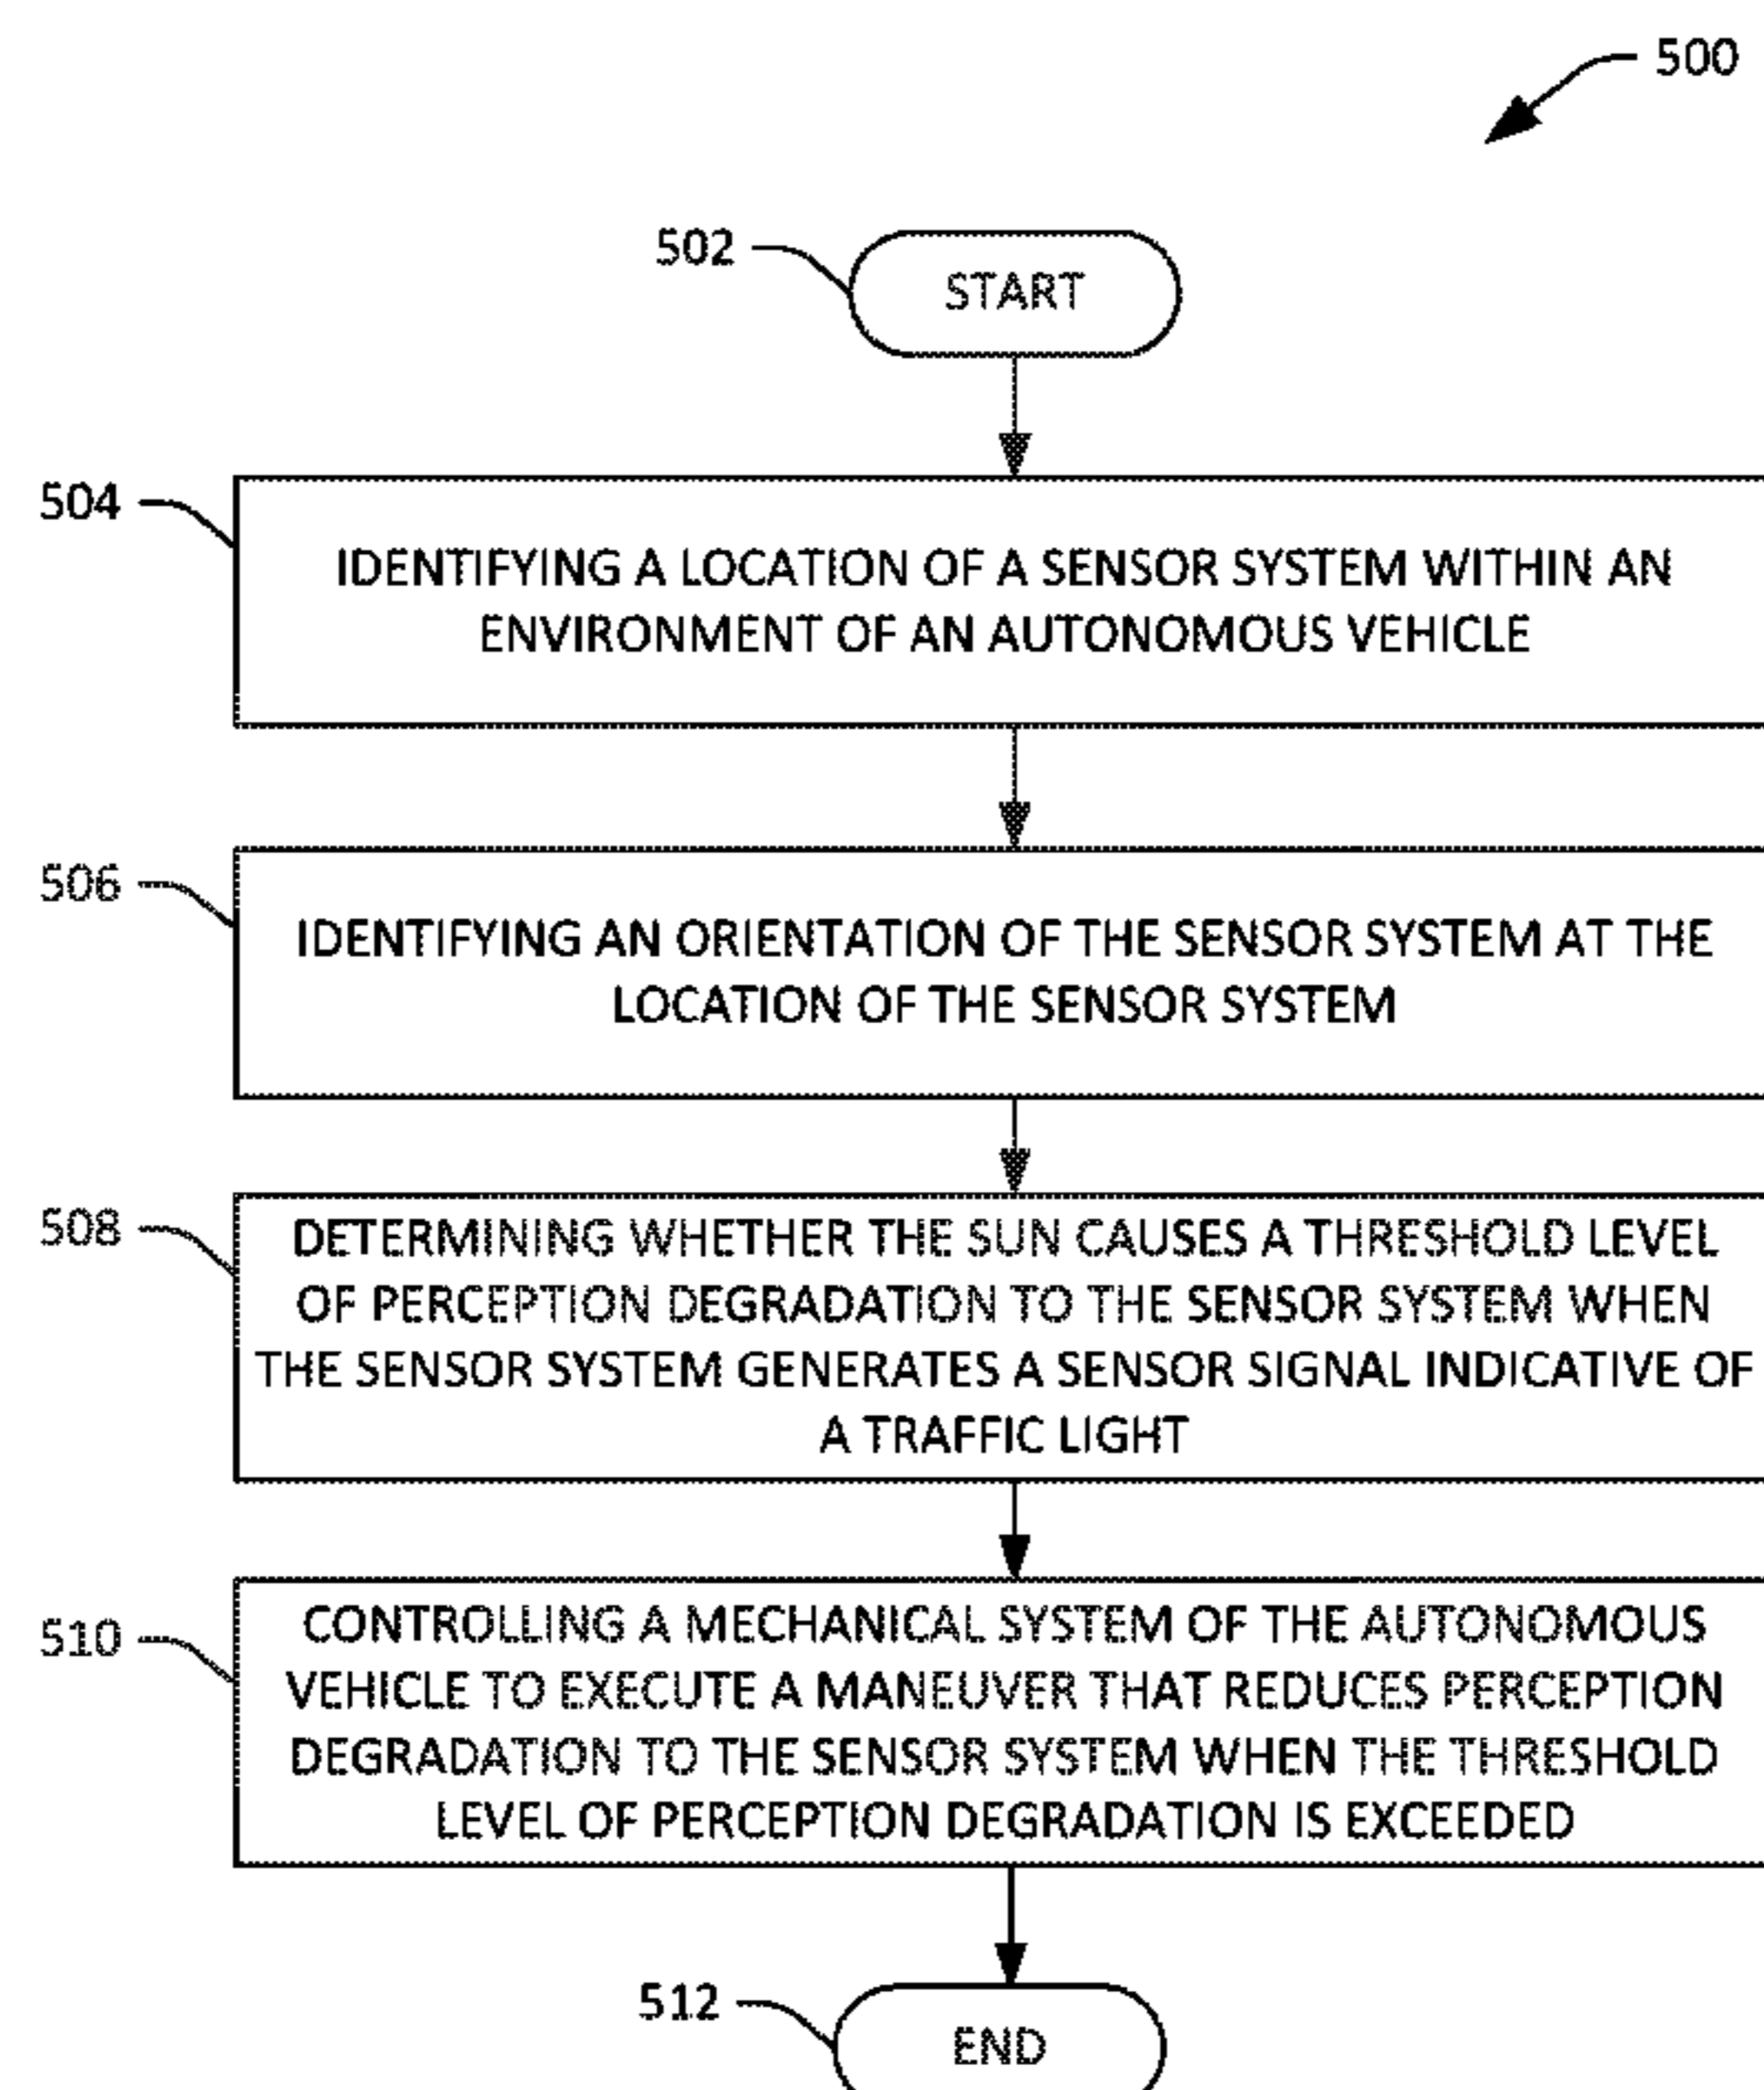 500
502
START
504
IDENTIFYING A LOCATION OF A SENSOR SYSTEM WITHIN AN
ENVIRONMENT OF AN AUTONOMOUS VEHICLE
506
IDENTIFYING AN ORIENTATION OF THE SENSOR SYSTEM AT THE
LOCATION OF THE SENSOR SYSTEM
508
DETERMINING WHETHER THE SUN CAUSES A THRESHOLD LEVEL
OF PERCEPTION DEGRADATION TO THE SENSOR SYSTEM WHEN
THE SENSOR SYSTEM GENERATES A SENSOR SIGNAL INDICATIVE OF
A TRAFFIC LIGHT
510
CONTROLLING A MECHANICAL SYSTEM OF THE AUTONOMOUS
VEHICLE TO EXECUTE A MANEUVER THAT REDUCES PERCEPTION
DEGRADATION TO THE SENSOR SYSTEM WHEN THE THRESHOLD
LEVEL OF PERCEPTION DEGRADATION IS EXCEEDED
512
END